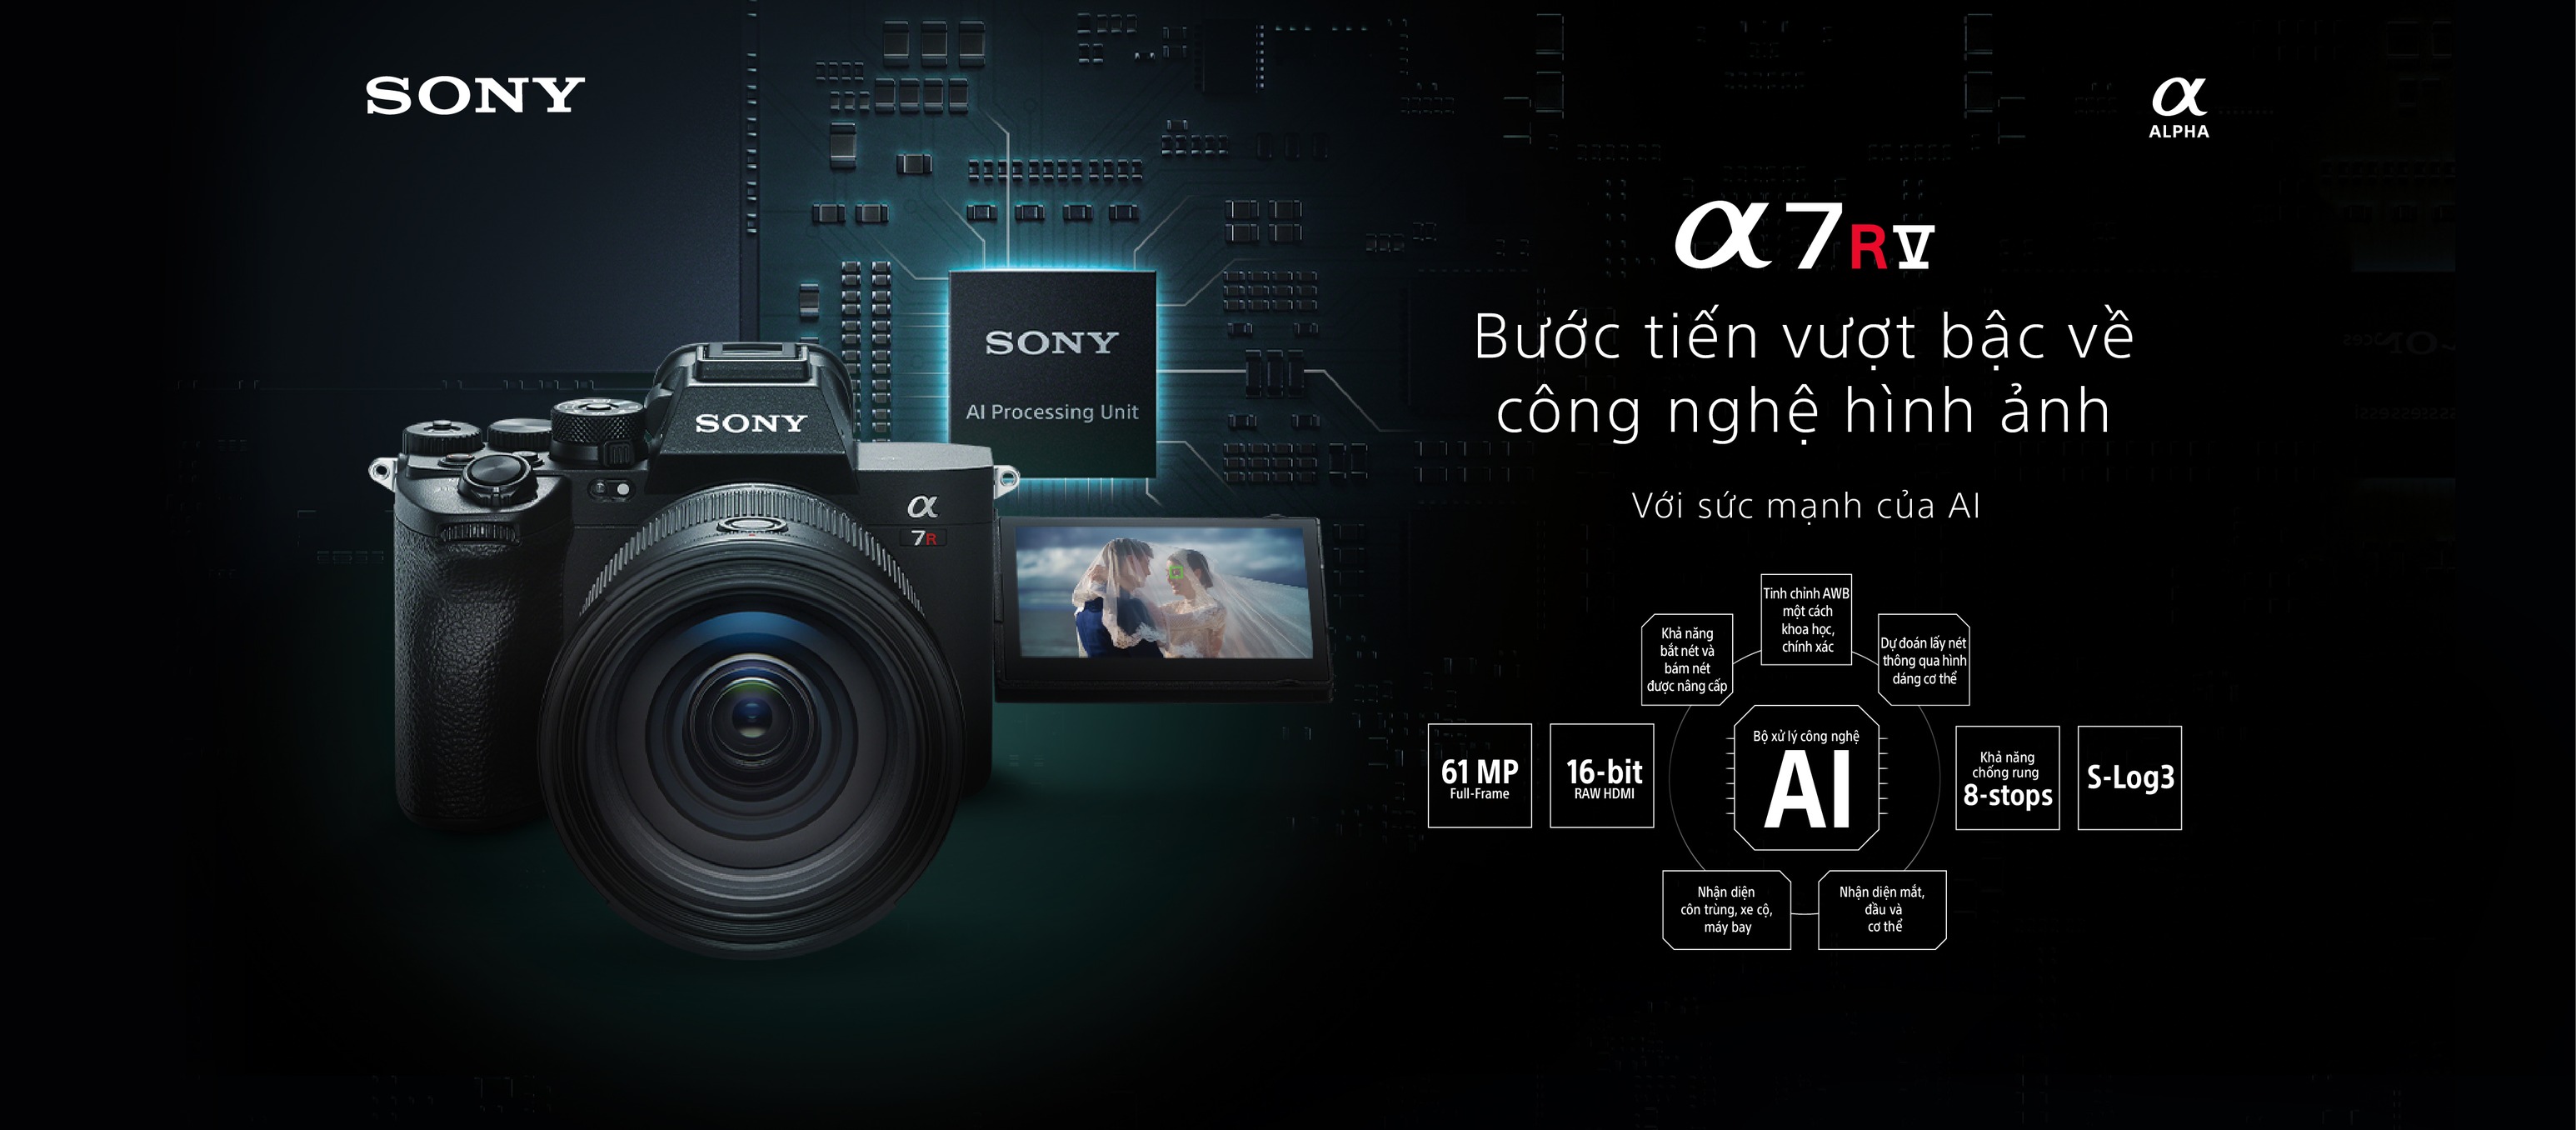 SONY
α
ALPHA
α7RV
Bước tiến vượt bậc về
công nghệ hình ảnh
Với sức mạnh của AI
SONY
AI Processing Unit
SONY
α
7R
Tinh chỉnh AWB
một cách
khoa học,
chính xác
Khả năng
bắt nét và
bám nét
được nâng cấp
Dự đoán lấy nét
thông qua hình
dáng cơ thể
61 MP
Full-Frame
16-bit
RAW HDMI
Bộ xử lý công nghệ
AI
Khả năng
chống rung
8-stops
S-Log3
Nhận diện
côn trùng, xe cộ,
máy bay
Nhận diện mắt,
đầu và
cơ thể